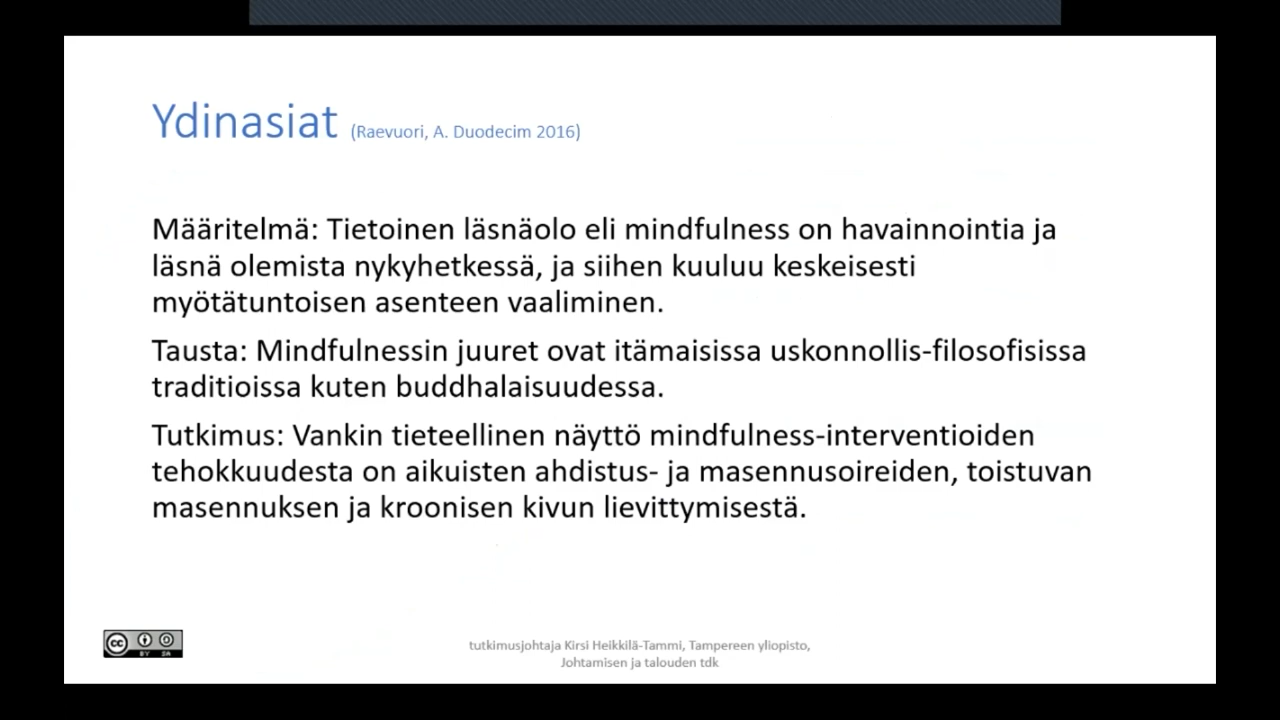 Ydinasiat (Raevuori, A. Duodecim 2016)
Määritelmä: Tietoinen läsnäolo eli mindfulness on havainnointia ja
läsnä olemista nykyhetkessä, ja siihen kuuluu keskeisesti
myötätuntoisen asenteen vaaliminen.
Tausta: Mindfulnessin juuret ovat itämaisissa uskonnollis-filosofisissa
traditioissa kuten buddhalaisuudessa.
Tutkimus: Vankin tieteellinen näyttö mindfulness-interventioiden
tehokkuudesta on aikuisten ahdistus- ja masennusoireiden, toistuvan
masennuksen ja kroonisen kivun lievittymisestä.
cc BY SA
tutkimusjohtaja Kirsi Heikkilä-Tammi, Tampereen yliopisto,
Johtamisen ja talouden tdk